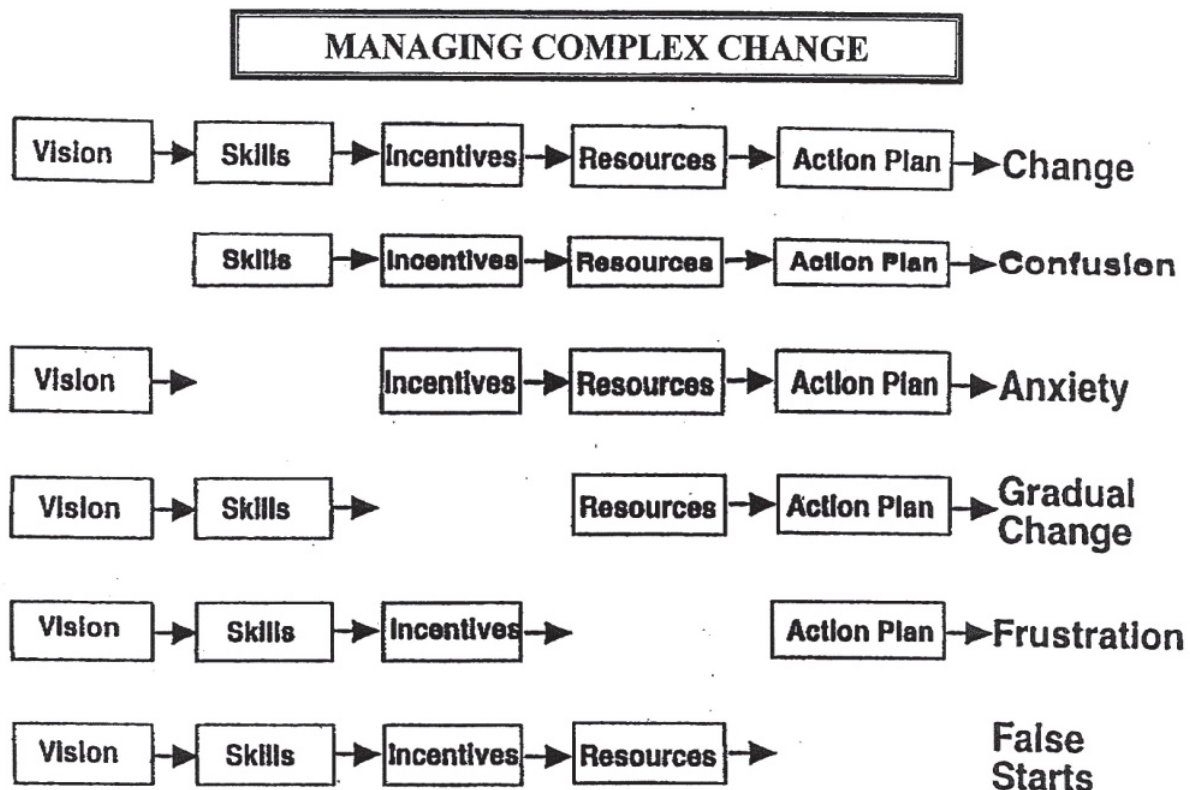 MANAGING COMPLEX CHANGE
Vision Skills Incentives Resources Action Plan Change
Skills Incentives Resources Action Plan Confusion
Vision Incentives Resources Action Plan Anxiety
Vision Skills Resources Action Plan Gradual
Change
Vision Skills Incentives Action Plan Frustration
Vision Skills Incentives Resources False
Starts